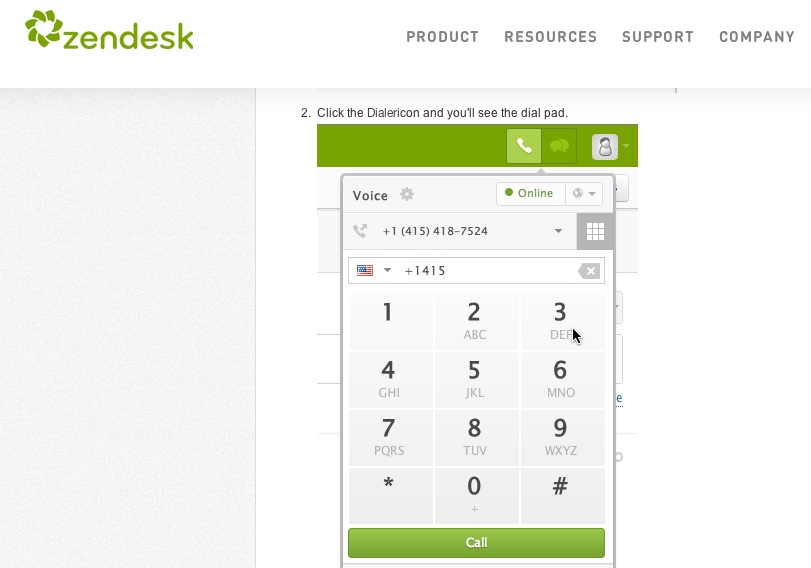 zendesk
PRODUCT RESOURCES SUPPORT COMPANY
2. Click the Dialericon and you'll see the dial pad.
Voice Online
+1 (415) 418-7524
+1415
1 2 3
ABC DEF
4 5 6
GHI JKL MNO
7 8 9
PQRS TUV WXYZ
* 0 #
+
Call